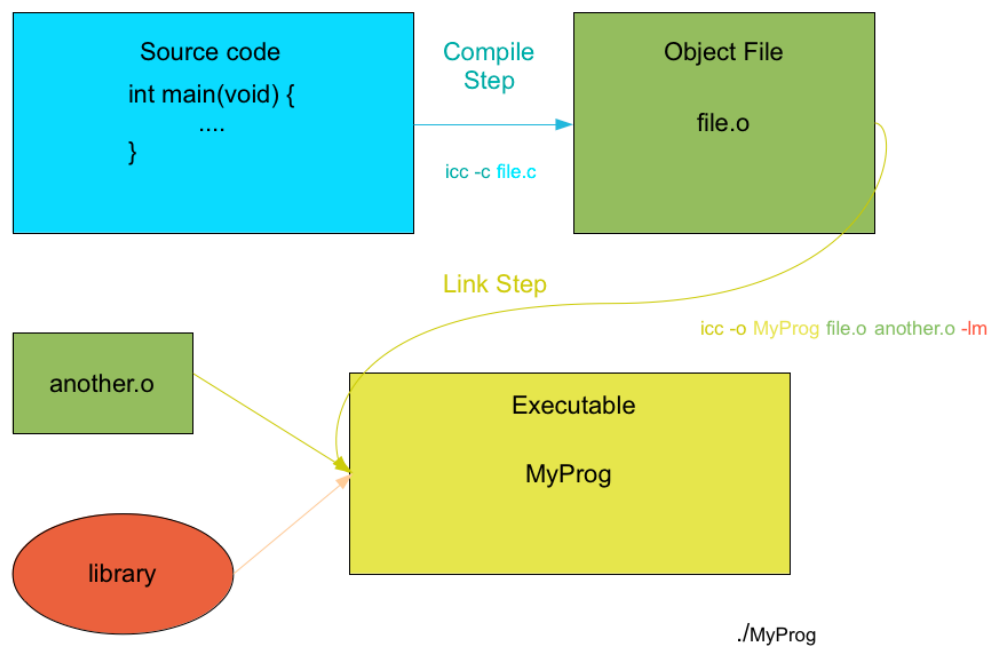 Source code
int main(void) {
....
}
Compile
Step
icc -c file.c
Object File
file.o
Link Step
icc -o MyProg file.o another.o -lm
another.o
Executable
MyProg
library
./MyProg